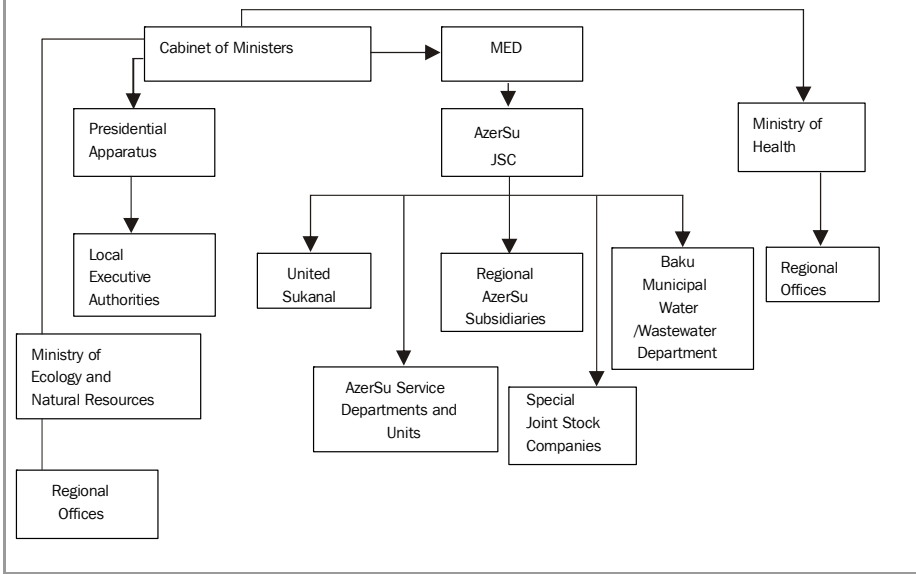 Cabinet of Ministers
MED
Presidential
Apparatus
AzerSu
JSC
Ministry of
Health
Local
Executive
Authorities
United
Sukanal
Regional
AzerSu
Subsidiaries
Baku
Municipal
Water
/Wastewater
Department
Regional
Offices
Ministry of
Ecology and
Natural Resources
AzerSu Service
Departments and
Units
Special
Joint Stock
Companies
Regional
Offices